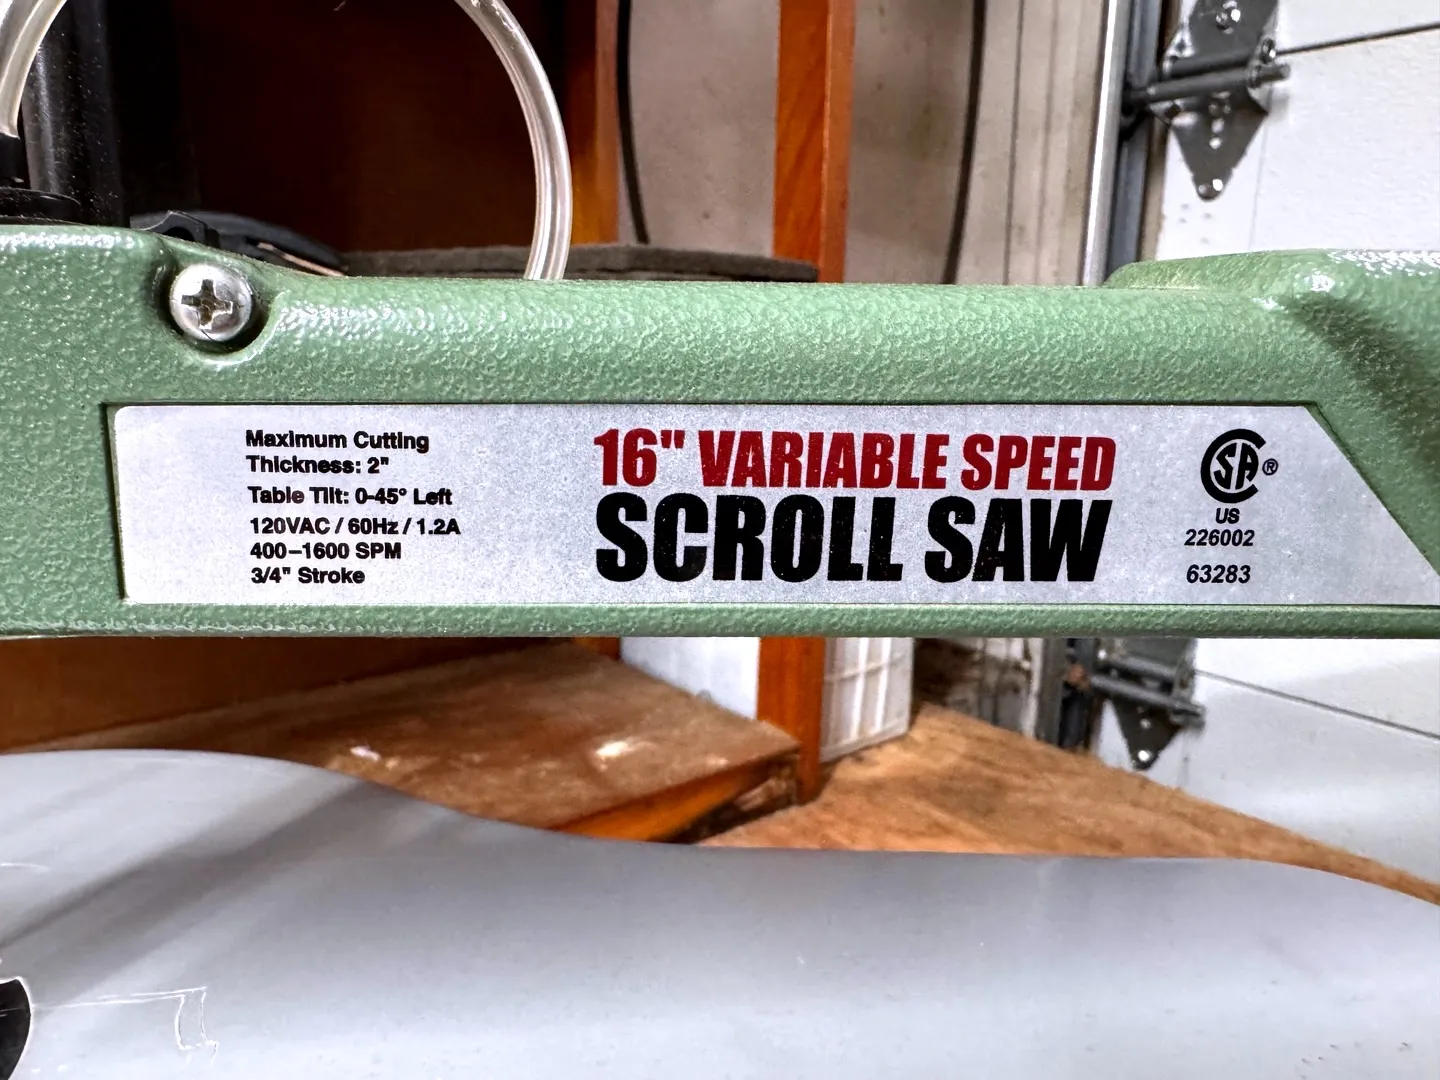 Maximum Cutting
Thickness: 2"
Table Tilt: 0-45° Left
120VAC / 60Hz / 1.2A
400–1600 SPM
3/4" Stroke
16" VARIABLE SPEED
SCROLL SAW
SA®
US
226002
63283